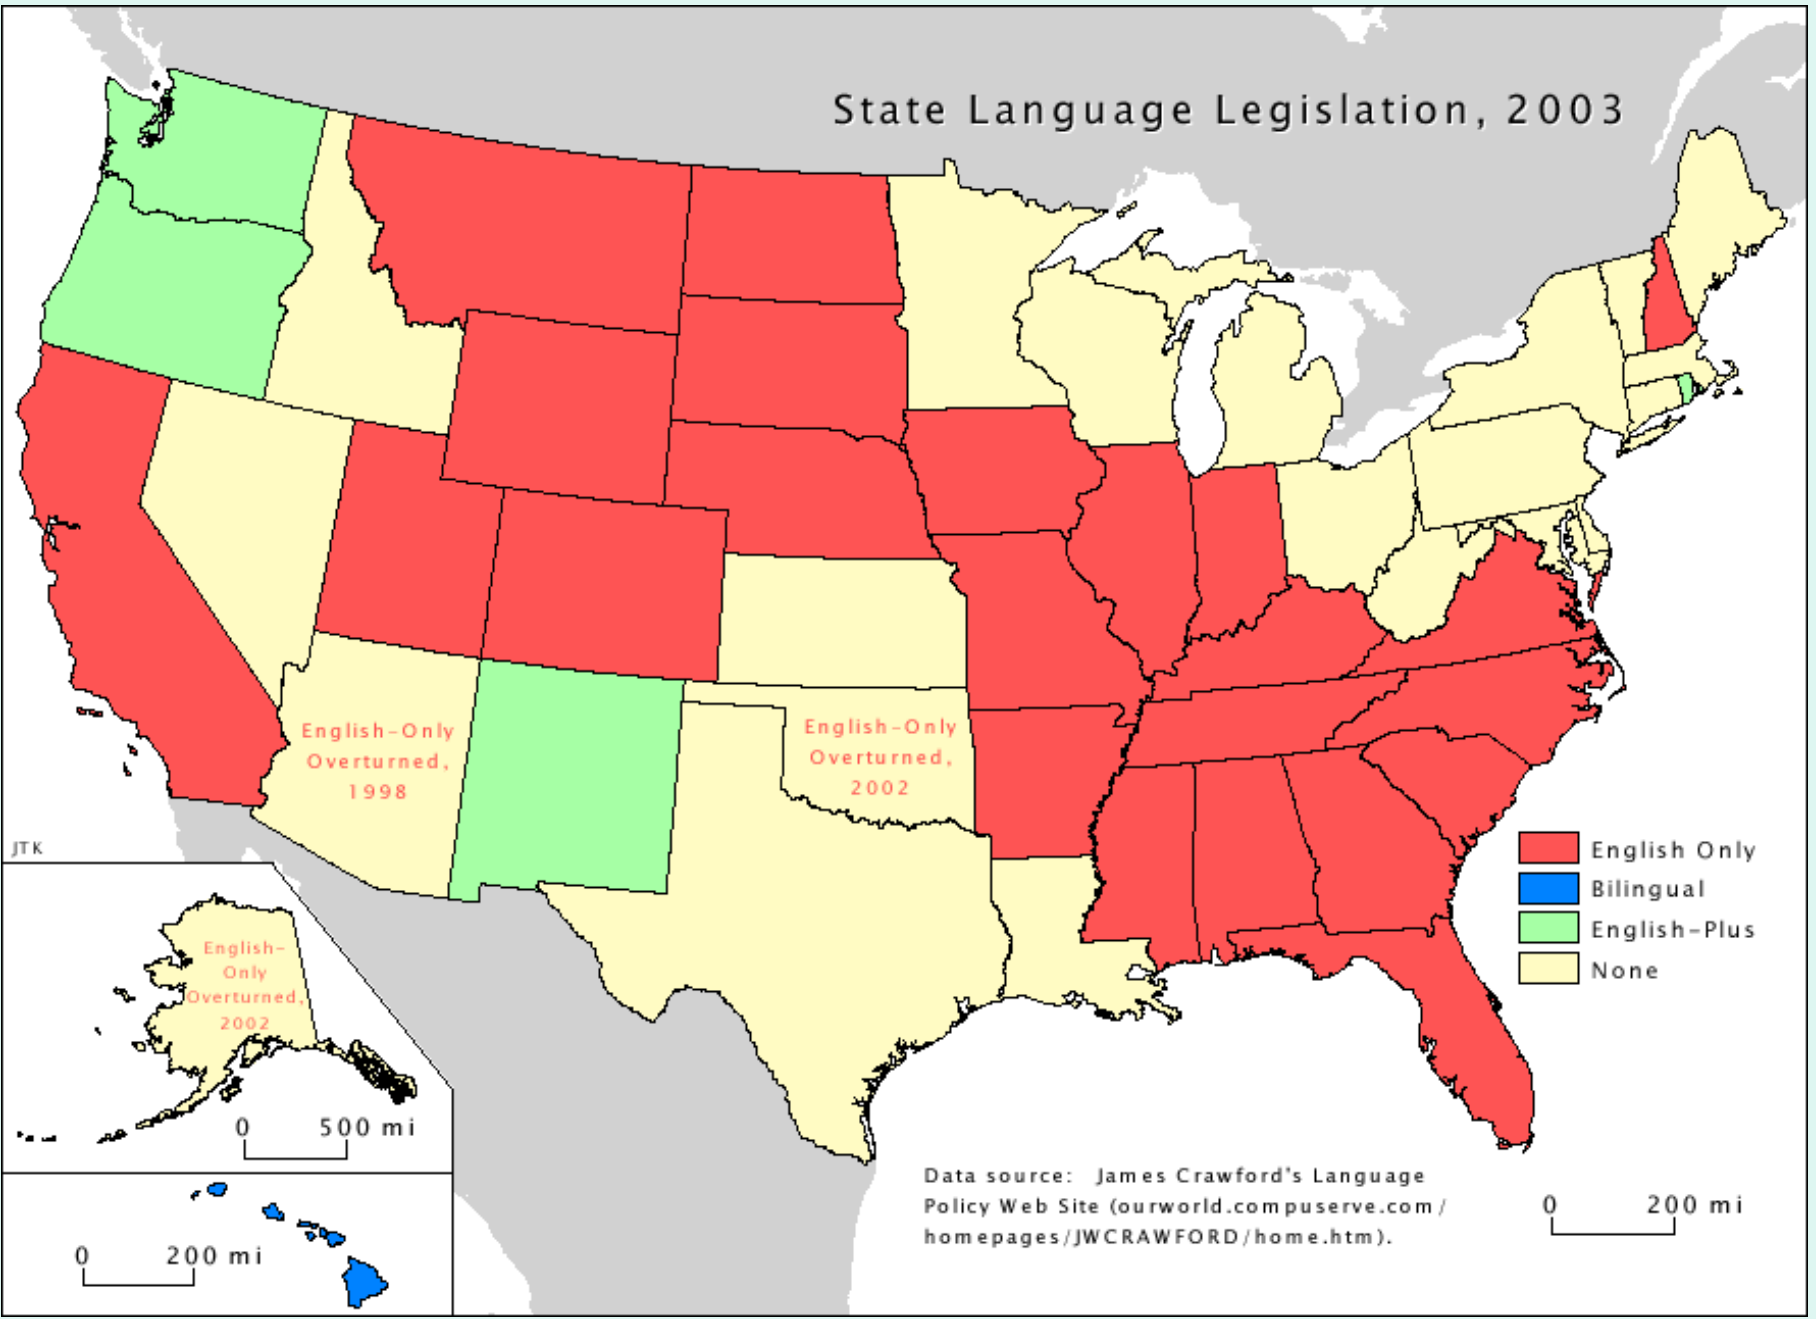 State Language Legislation, 2003
English-Only
Overturned,
1998
English-Only
Overturned,
2002
JTK
English Only
Bilingual
English-Plus
None
English-
Only
Overturned,
2002
0 500 mi
0 200 mi
Data source: James Crawford's Language
Policy Web Site (ourworld.compuserve.com/
homepages/JWCRAWFORD/home.htm).
0 200 mi